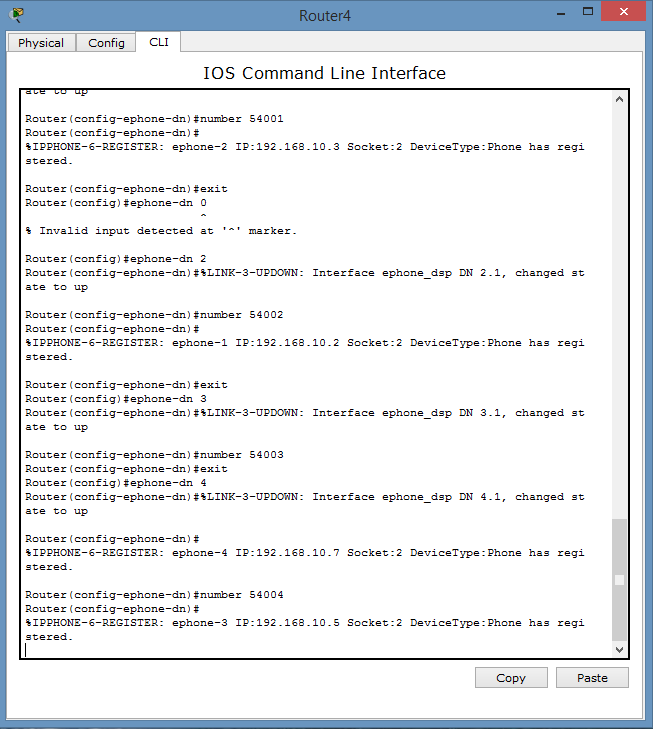 Router4
Physical
Config
CLI
IOS Command Line Interface
ate to up
Router(config-ephone-dn)#number 54001
Router(config-ephone-dn)#
%IPPHONE-6-REGISTER: ephone-2 IP:192.168.10.3 Socket:2 DeviceType:Phone has regi
stered.
Router(config-ephone-dn)#exit
Router(config)#ephone-dn 0
^
% Invalid input detected at '^' marker.
Router(config)#ephone-dn 2
Router(config-ephone-dn)#%LINK-3-UPDOWN: Interface ephone_dsp DN 2.1, changed st
ate to up
Router(config-ephone-dn)#number 54002
Router(config-ephone-dn)#
%IPPHONE-6-REGISTER: ephone-1 IP:192.168.10.2 Socket:2 DeviceType:Phone has regi
stered.
Router(config-ephone-dn)#exit
Router(config)#ephone-dn 3
Router(config-ephone-dn)#%LINK-3-UPDOWN: Interface ephone_dsp DN 3.1, changed st
ate to up
Router(config-ephone-dn)#number 54003
Router(config-ephone-dn)#exit
Router(config)#ephone-dn 4
Router(config-ephone-dn)#%LINK-3-UPDOWN: Interface ephone_dsp DN 4.1, changed st
ate to up
Router(config-ephone-dn)#
%IPPHONE-6-REGISTER: ephone-4 IP:192.168.10.7 Socket:2 DeviceType:Phone has regi
stered.
Router(config-ephone-dn)#number 54004
Router(config-ephone-dn)#
%IPPHONE-6-REGISTER: ephone-3 IP:192.168.10.5 Socket:2 DeviceType:Phone has regi
stered.
Copy
Paste